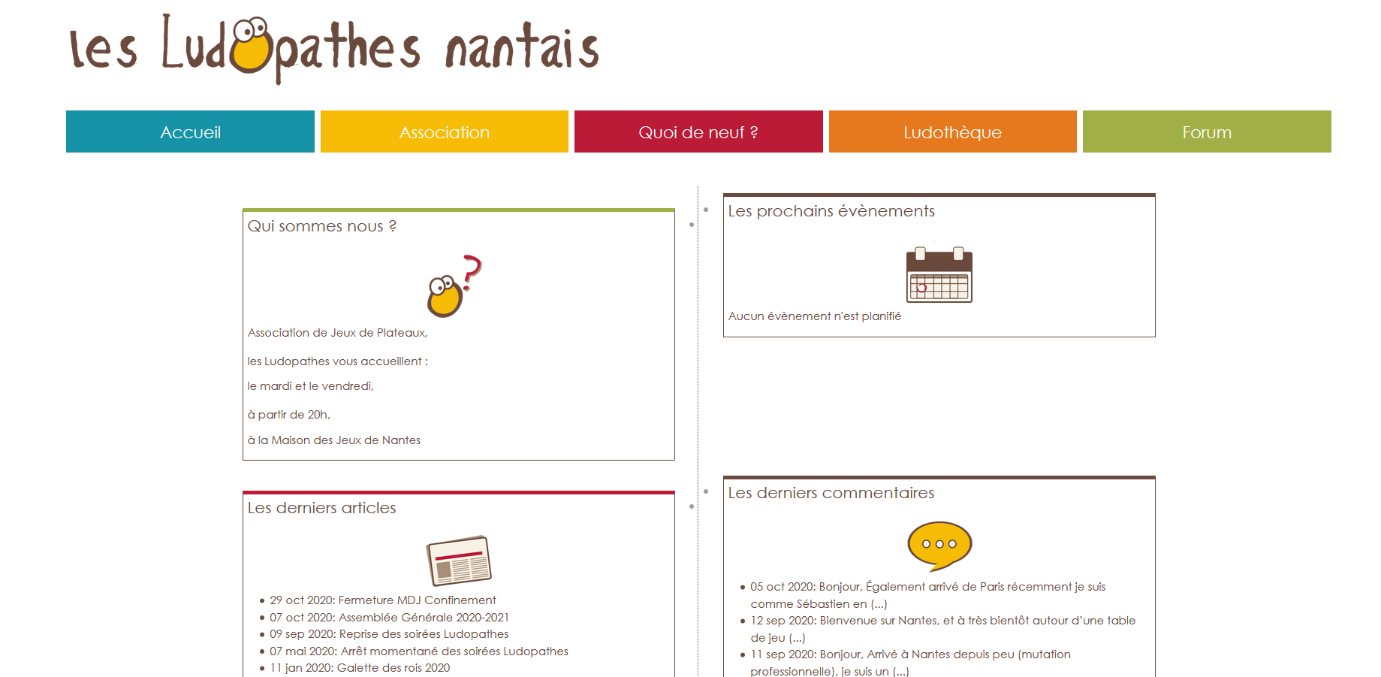 les Ludopathes nantais
Accueil
Association
Quoi de neuf ?
Ludothèque
Forum
Qui sommes nous ?
Association de Jeux de Plateaux,
les Ludopathes vous accueillent :
le mardi et le vendredi,
à partir de 20h,
à la Maison des Jeux de Nantes
Les prochains évènements
Aucun évènement n'est planifié
Les derniers articles
29 oct 2020: Fermeture MDJ Confinement
07 oct 2020: Assemblée Générale 2020-2021
09 sep 2020: Reprise des soirées Ludopathes
07 mai 2020: Arrêt momentané des soirées Ludopathes
11 jan 2020: Galette des rois 2020
Les derniers commentaires
05 oct 2020: Bonjour, Également arrivé de Paris récemment je suis
comme Sébastien en (...)
12 sep 2020: Bienvenue sur Nantes, et à très bientôt autour d'une table
de jeu (...)
11 sep 2020: Bonjour, Arrivé à Nantes depuis peu (mutation
professionelle), je suis un (...)